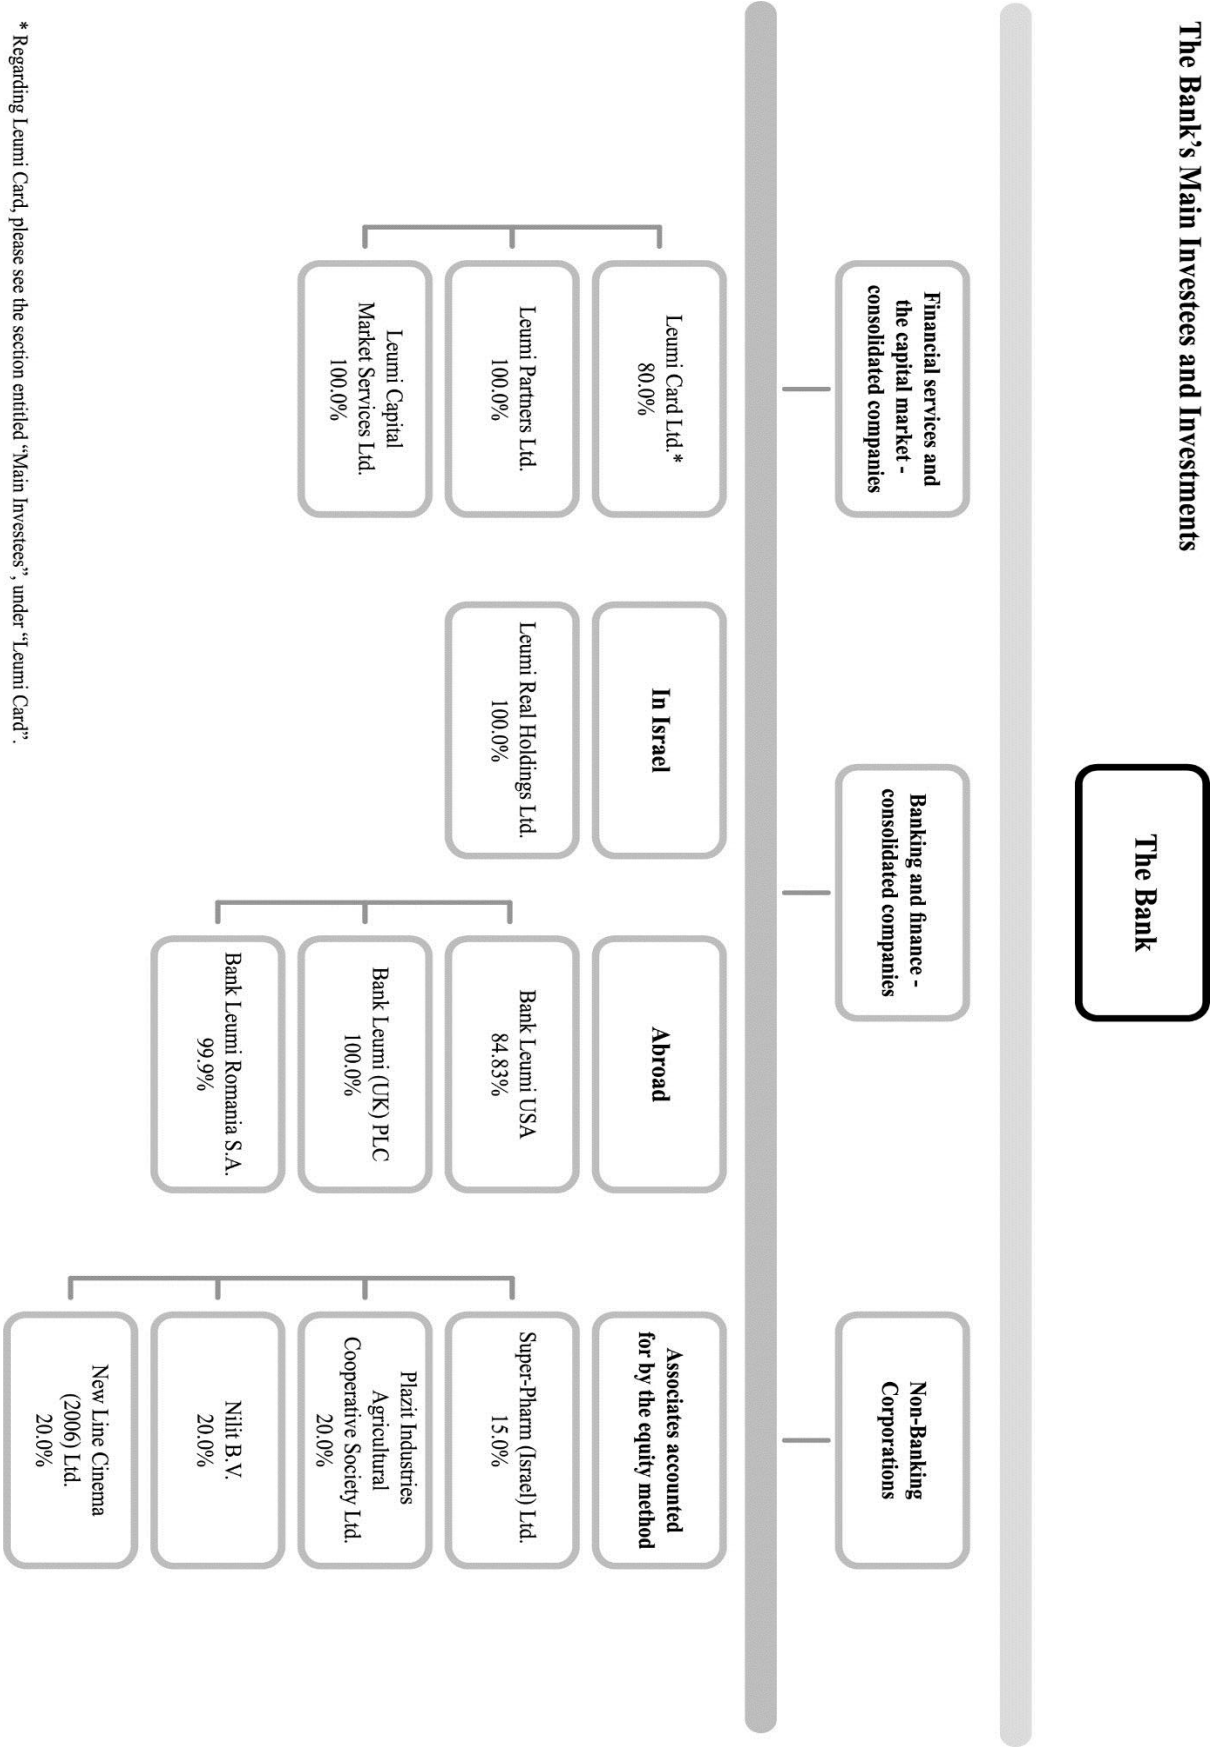 The Bank's Main Investees and Investments
The Bank
Financial services and
the capital market -
consolidated companies
Banking and finance -
consolidated companies
Non-Banking
Corporations
Leumi Card Ltd.*
80.0%
Leumi Partners Ltd.
100.0%
Leumi Capital
Market Services Ltd.
100.0%
In Israel
Leumi Real Holdings Ltd.
100.0%
Abroad
Bank Leumi USA
84.83%
Bank Leumi (UK) PLC
100.0%
Bank Leumi Romania S.A.
99.9%
Associates accounted
for by the equity method
Super-Pharm (Israel) Ltd.
15.0%
Plazit Industries
Agricultural
Cooperative Society Ltd.
20.0%
Nilit B.V.
20.0%
New Line Cinema
(2006) Ltd.
20.0%
* Regarding Leumi Card, please see the section entitled “Main Investees”, under “Leumi Card”.